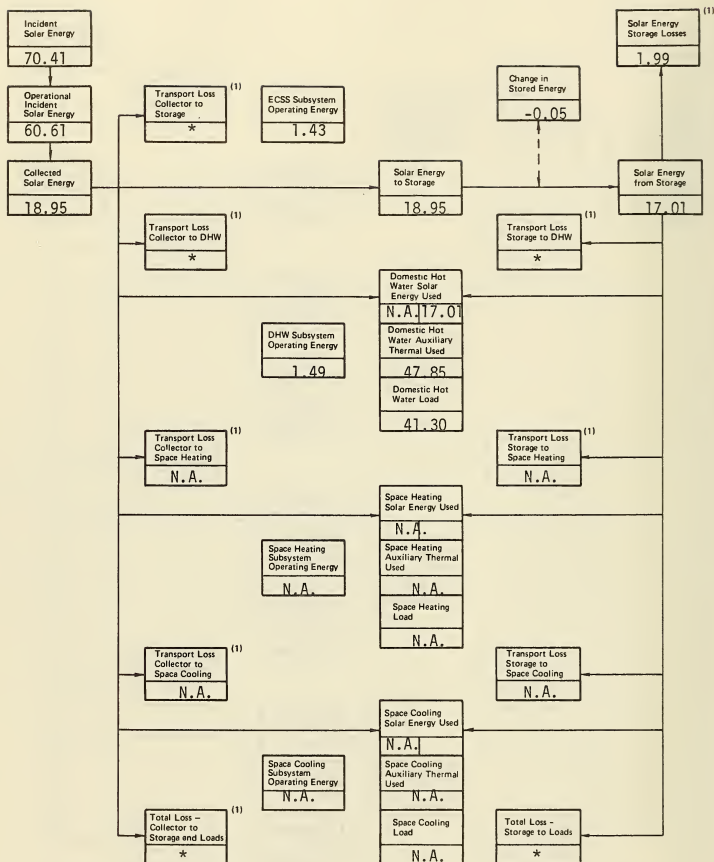 Incident
Solar Energy
70.41
Operational
Incident
Solar Energy
60.61
Collected
Solar Energy
18.95
Transport Loss
Collector to
Storage
(1)
*
ECSS Subsystem
Operating Energy
1.43
Change in
Stored Energy
-0.05
Solar Energy
Storage Losses
(1)
1.99
Solar Energy
to Storage
18.95
Solar Energy
from Storage
17.01
Transport Loss
Collector to DHW
(1)
*
Transport Loss
Storage to DHW
(1)
*
Domestic Hot
Water Solar
Energy Used
N.A. 17.01
Domestic Hot
Water Auxiliary
Thermal Used
47.85
Domestic Hot
Water Load
41.30
DHW Subsystem
Operating Energy
1.49
Transport Loss
Collector to
Space Heating
(1)
N.A.
Transport Loss
Storage to
Space Heating
(1)
N.A.
Space Heating
Solar Energy Used
N.A.
Space Heating
Auxiliary Thermal
Used
N.A.
Space Heating
Load
N.A.
Space Heating
Subsystem
Operating Energy
N.A.
Transport Loss
Collector to
Spaca Cooling
(1)
N.A.
Transport Loss
Storage to
Space Cooling
N.A.
Space Cooling
Solar Energy Used
N.A.
Space Cooling
Auxiliary Thermal
Used
N.A.
Space Cooling
Load
N.A.
Spaca Cooling
Subsystam
Oparating Energy
N.A.
Total Loss –
Collector to
Storage and Loads
(1)
*
Total Loss -
Storage to Loads
*